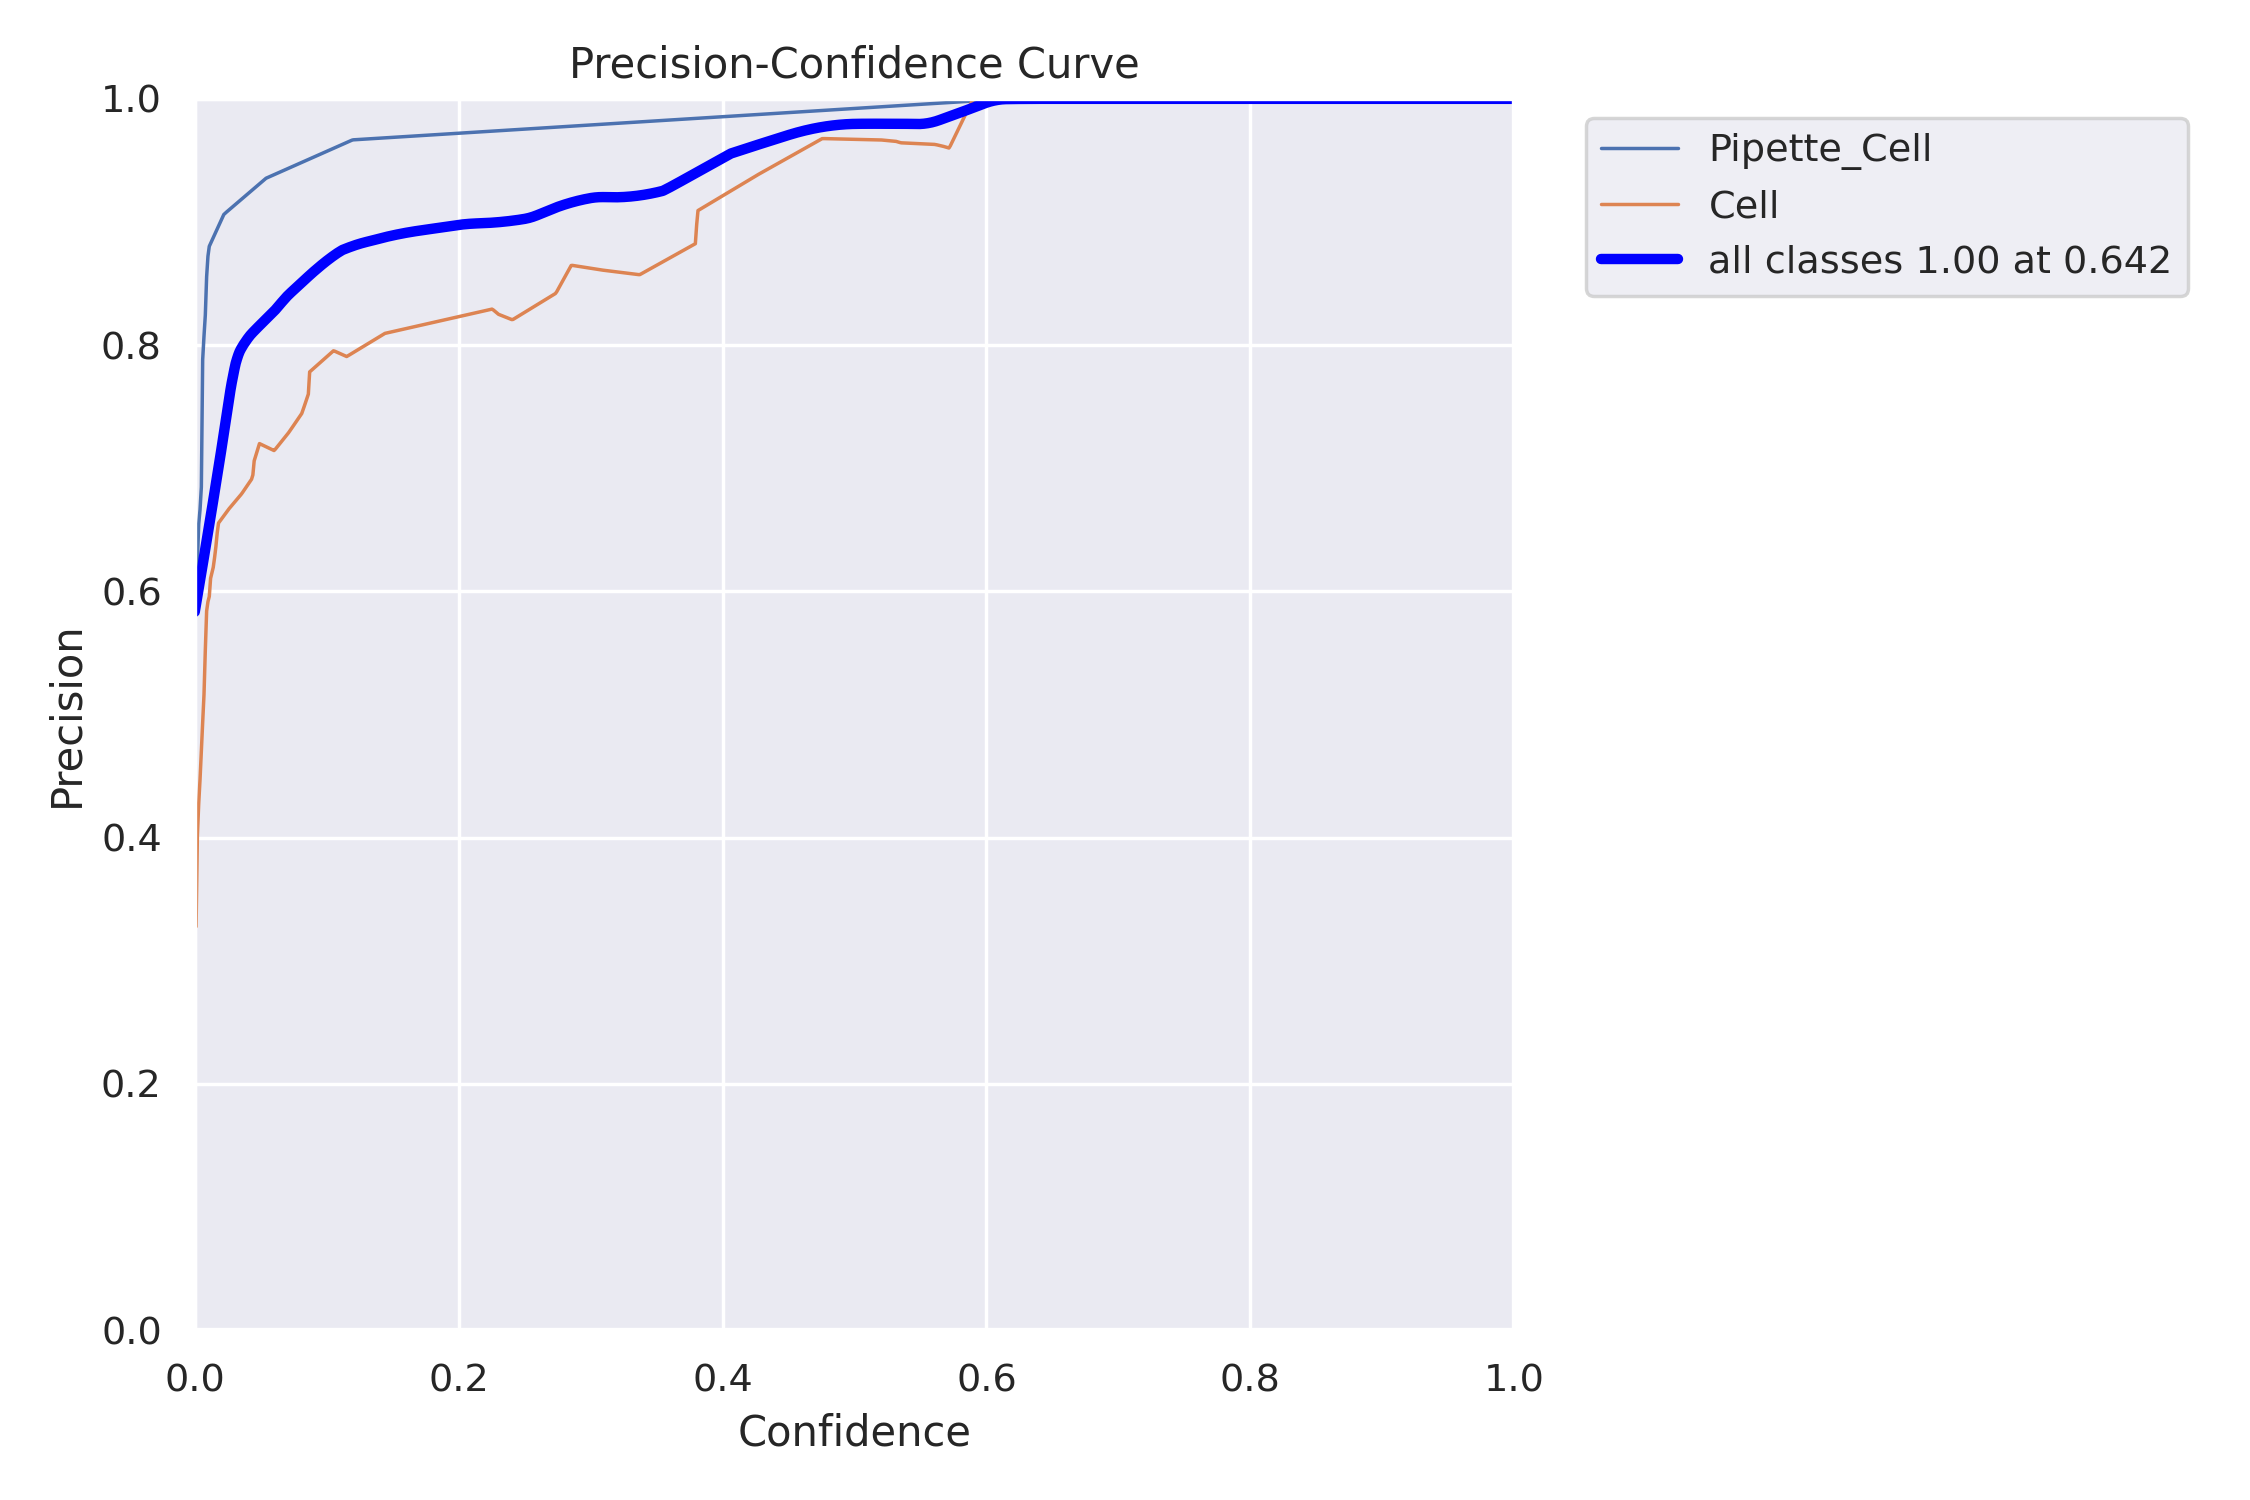 Precision-Confidence Curve
1.0
0.8
0.6
0.4
0.2
0.0
Precision
0.0 0.2 0.4 0.6 0.8 1.0
Confidence
Pipette_Cell
Cell
all classes 1.00 at 0.642